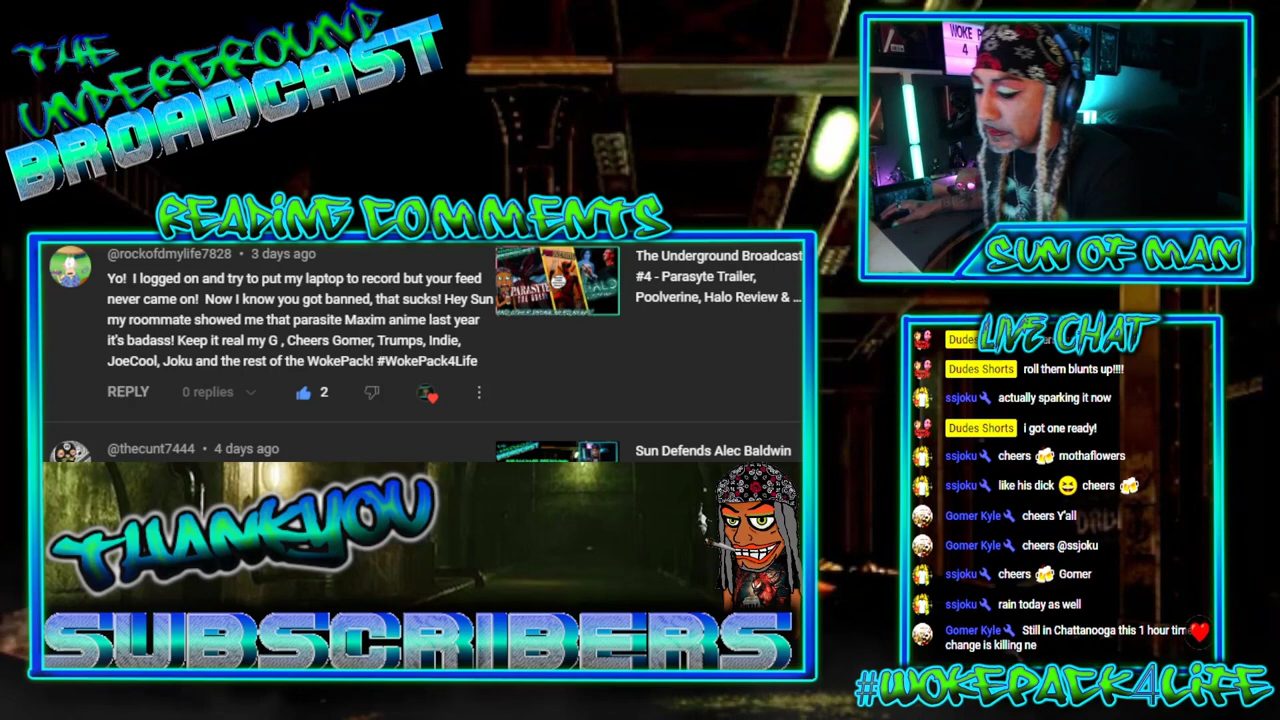 THE
UNDERGROUND
BROADCAST
READING COMMENTS
@rockofdmylife7828 • 3 days ago
Yo! I logged on and try to put my laptop to record but your feed
never came on! Now I know you got banned, that sucks! Hey Sun
my roommate showed me that parasite Maxim anime last year
it's badass! Keep it real my G , Cheers Gomer, Trumps, Indie,
JoeCool, Joku and the rest of the WokePack! #WokePack4Life
REPLY 0 replies 2
The Underground Broadcast
#4 - Parasyte Trailer,
Poolverine, Halo Review & ...
PARASYTE
HALO
@thecunt7444 • 4 days ago
Sun Defends Alec Baldwin
THANKYOU
SUBSCRIBERS
WOKE P
4 L
SUN OF MAN
LIVE CHAT
Dudes
Dudes Shorts roll them blunts up!!!!
ssjoku actually sparking it now
Dudes Shorts i got one ready!
ssjoku cheers 🍻 mothaflowers
ssjoku like his dick 😆 cheers 🍻
Gomer Kyle cheers Y'all
Gomer Kyle cheers @ssjoku
ssjoku cheers 🍻 Gomer
ssjoku rain today as well
Gomer Kyle Still in Chattanooga this 1 hour tim
change is killing ne
#WOKEPACK4LIFE